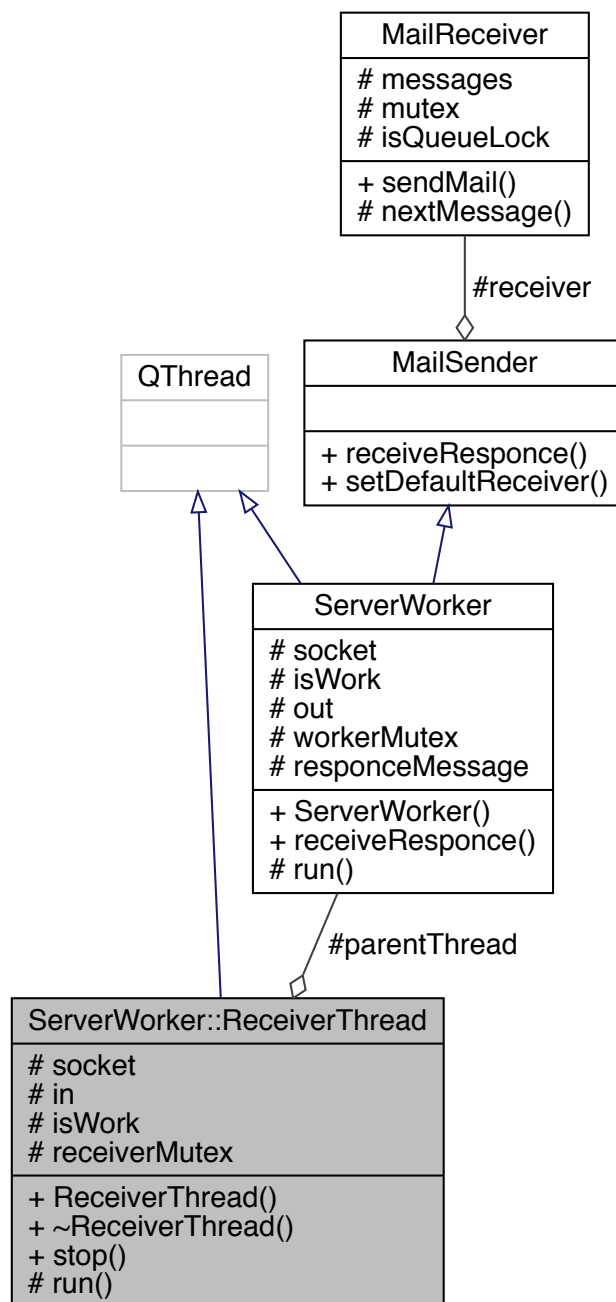 MailReceiver
# messages
# mutex
# isQueueLock
+ sendMail()
# nextMessage()
#receiver
QThread
MailSender
+ receiveResponce()
+ setDefaultReceiver()
ServerWorker
# socket
# isWork
# out
# workerMutex
# responceMessage
+ ServerWorker()
+ receiveResponce()
# run()
#parentThread
ServerWorker::ReceiverThread
# socket
# in
# isWork
# receiverMutex
+ ReceiverThread()
+ ~ReceiverThread()
+ stop()
# run()